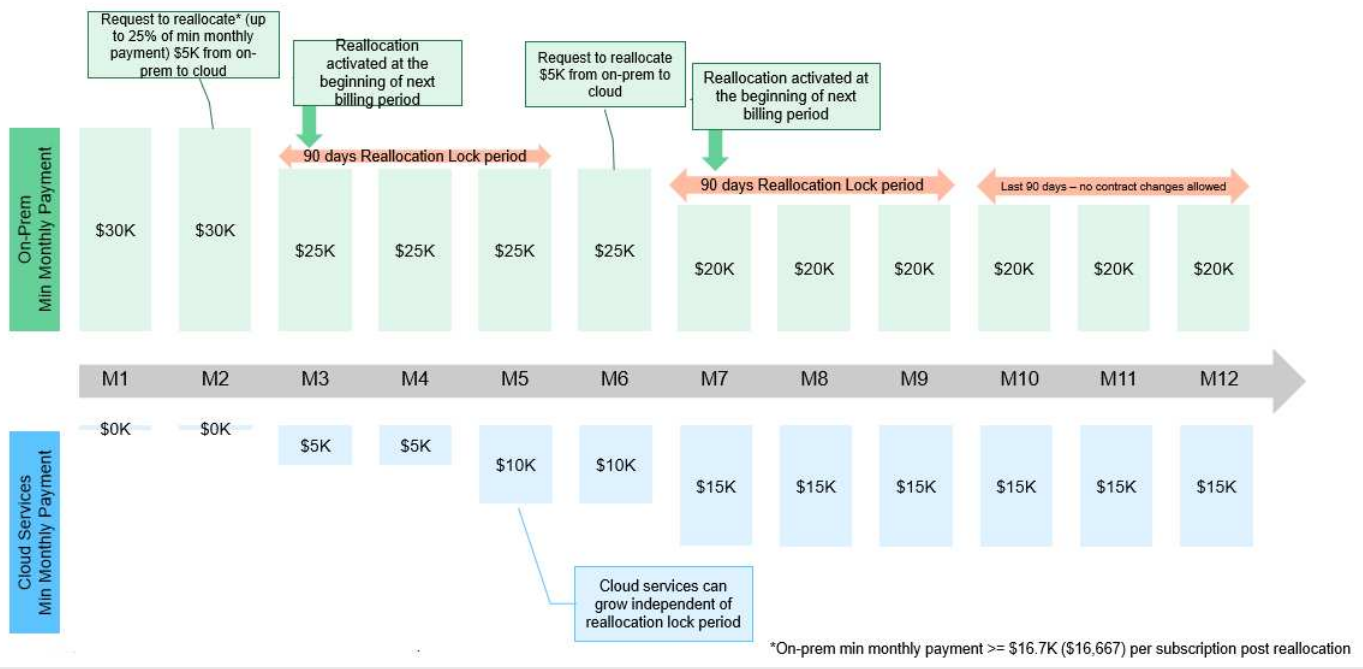 Request to reallocate* (up
to 25% of min monthly
payment) $5K from on-
prem to cloud
Reallocation
activated at the
beginning of next
billing period
Request to reallocate
$5K from on-prem to
cloud
Reallocation activated at
the beginning of next
billing period
90 days Reallocation Lock period
90 days Reallocation Lock period
Last 90 days – no contract changes allowed
On-Prem
Min Monthly Payment
$30K
$30K
$25K
$25K
$25K
$25K
$20K
$20K
$20K
$20K
$20K
$20K
M1
M2
M3
M4
M5
M6
M7
M8
M9
M10
M11
M12
Cloud Services
Min Monthly Payment
$0K
$0K
$5K
$5K
$10K
$10K
$15K
$15K
$15K
$15K
$15K
$15K
Cloud services can
grow independent of
reallocation lock period
*On-prem min monthly payment >= $16.7K ($16,667) per subscription post reallocation